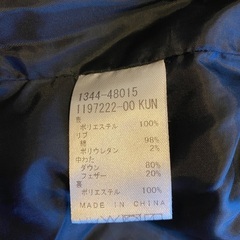 1344-48015
1197222-00 KUN
表
ポリエステル 100%
リブ
綿 98%
ポリウレタン 2%
中わた
ダウン 80%
フェザー 20%
裏
ポリエステル 100%
MADE IN CHINA